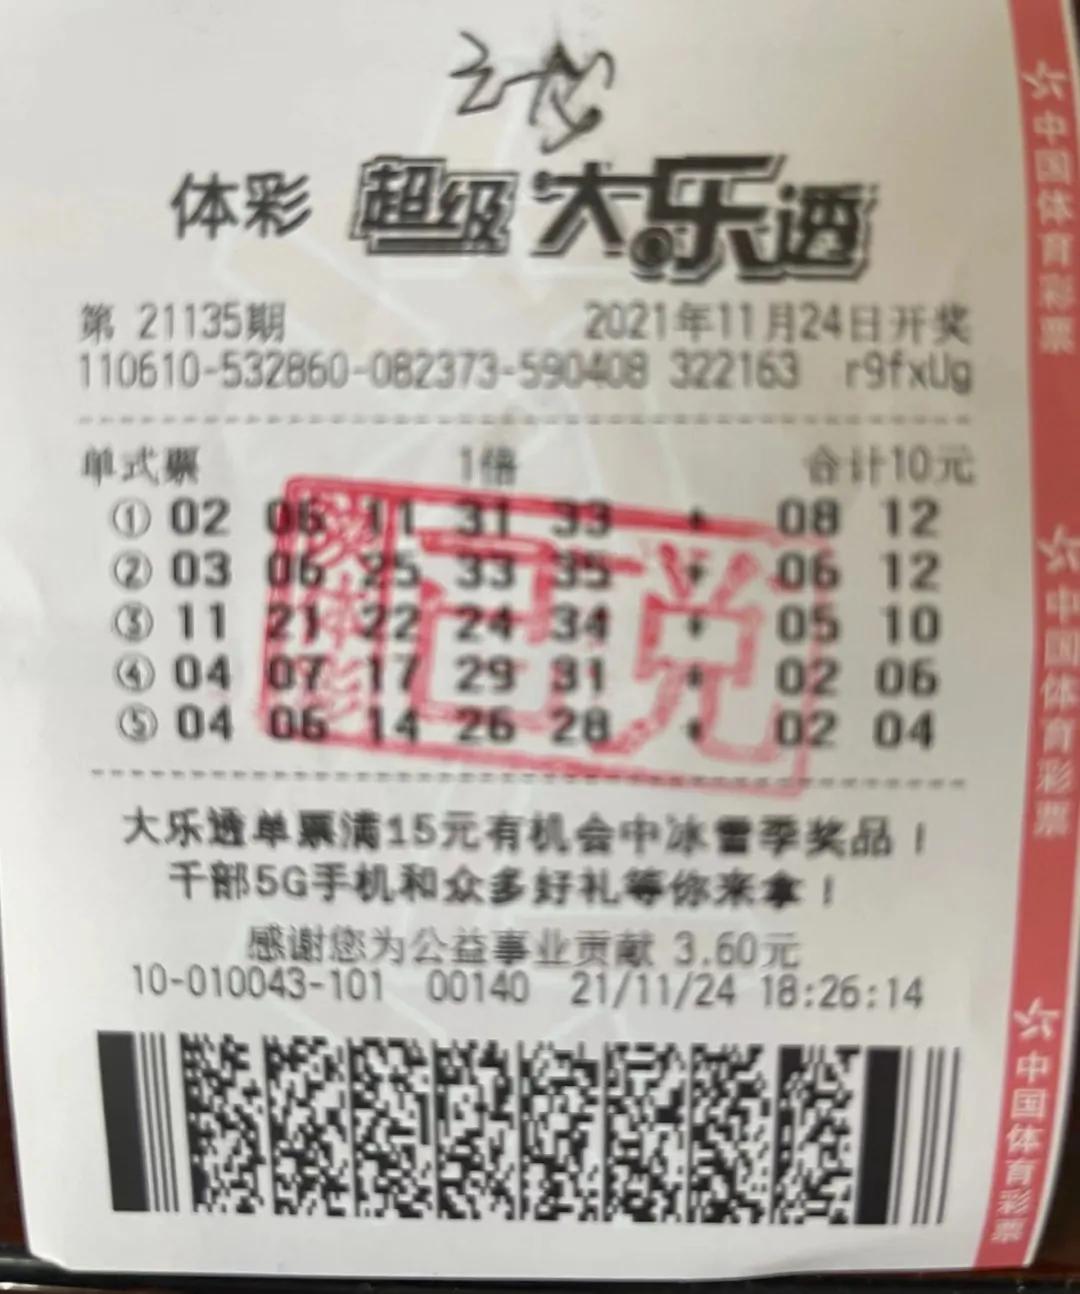 体彩 超级大乐透
第 21135期 2021年11月24日开奖
110610-532860-082373-590408 322163 r9fxUg
单式票 1倍 合计10元
① 02 06 11 31 33 + 08 12
② 03 06 25 33 35 + 06 12
③ 11 21 22 24 34 + 05 10
④ 04 07 17 29 31 + 02 06
⑤ 04 06 14 26 28 + 02 04
已兑
大乐透单票满15元有机会中冰雪季奖品！
千部5G手机和众多好礼等你来拿！
感谢您为公益事业贡献 3.60元
10-010043-101 00140 21/11/24 18:26:14
中国体育彩票
中国体育彩票
中国体育彩票